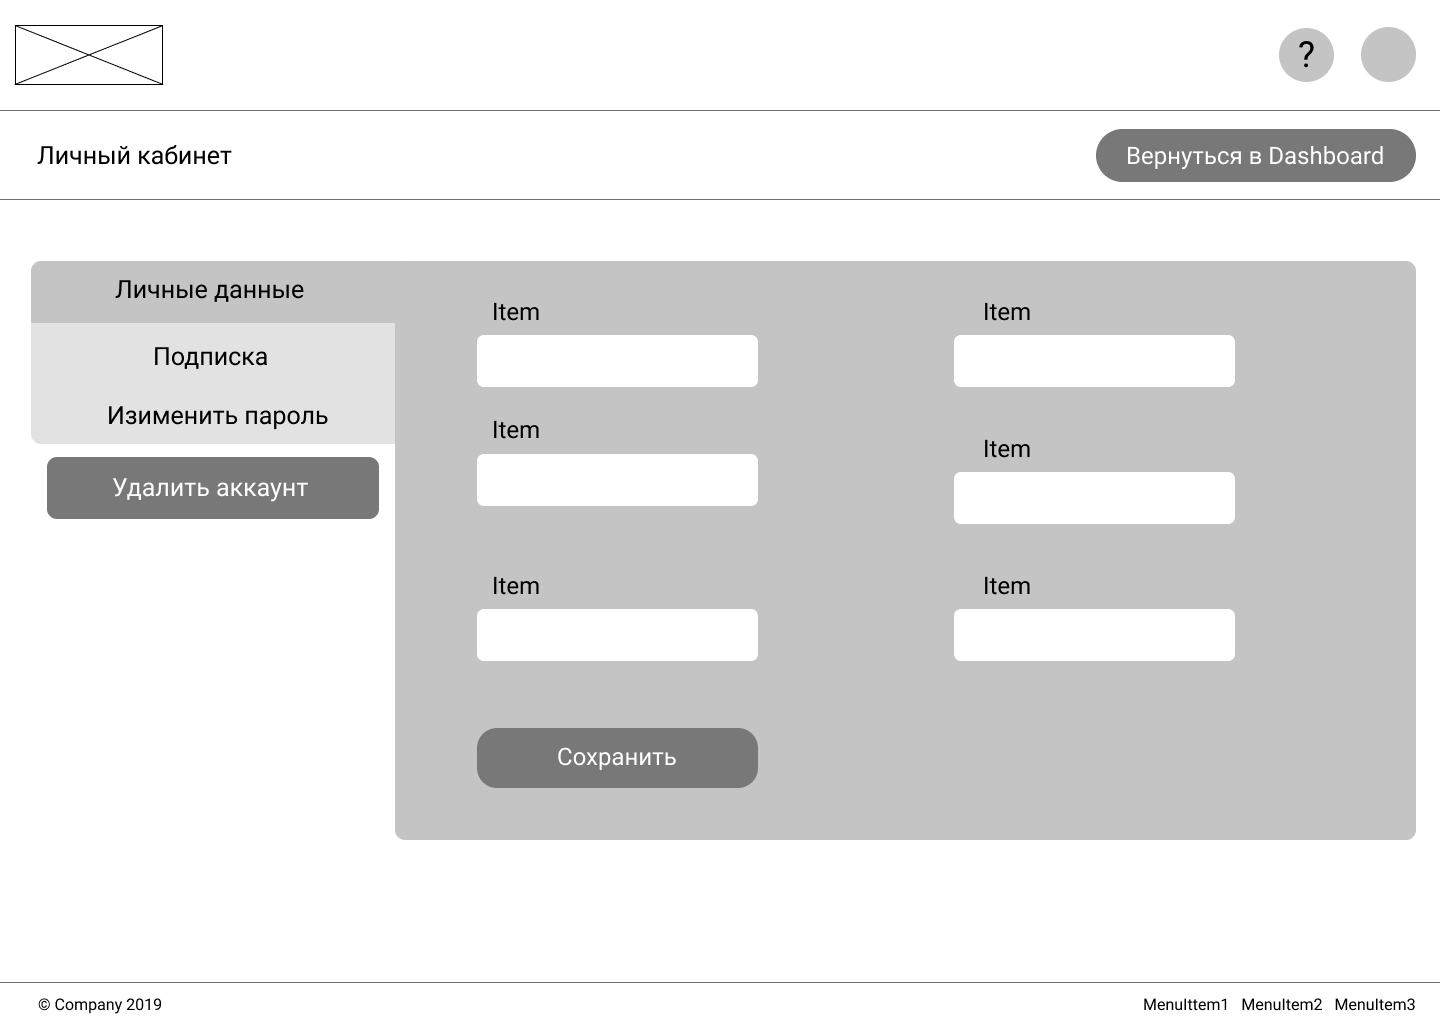 ?
Личный кабинет
Вернуться в Dashboard
Личные данные
Подписка
Изименить пароль
Удалить аккаунт
Item
Item
Item
Item
Item
Item
Сохранить
© Company 2019
MenuIttem1 MenuItem2 MenuItem3